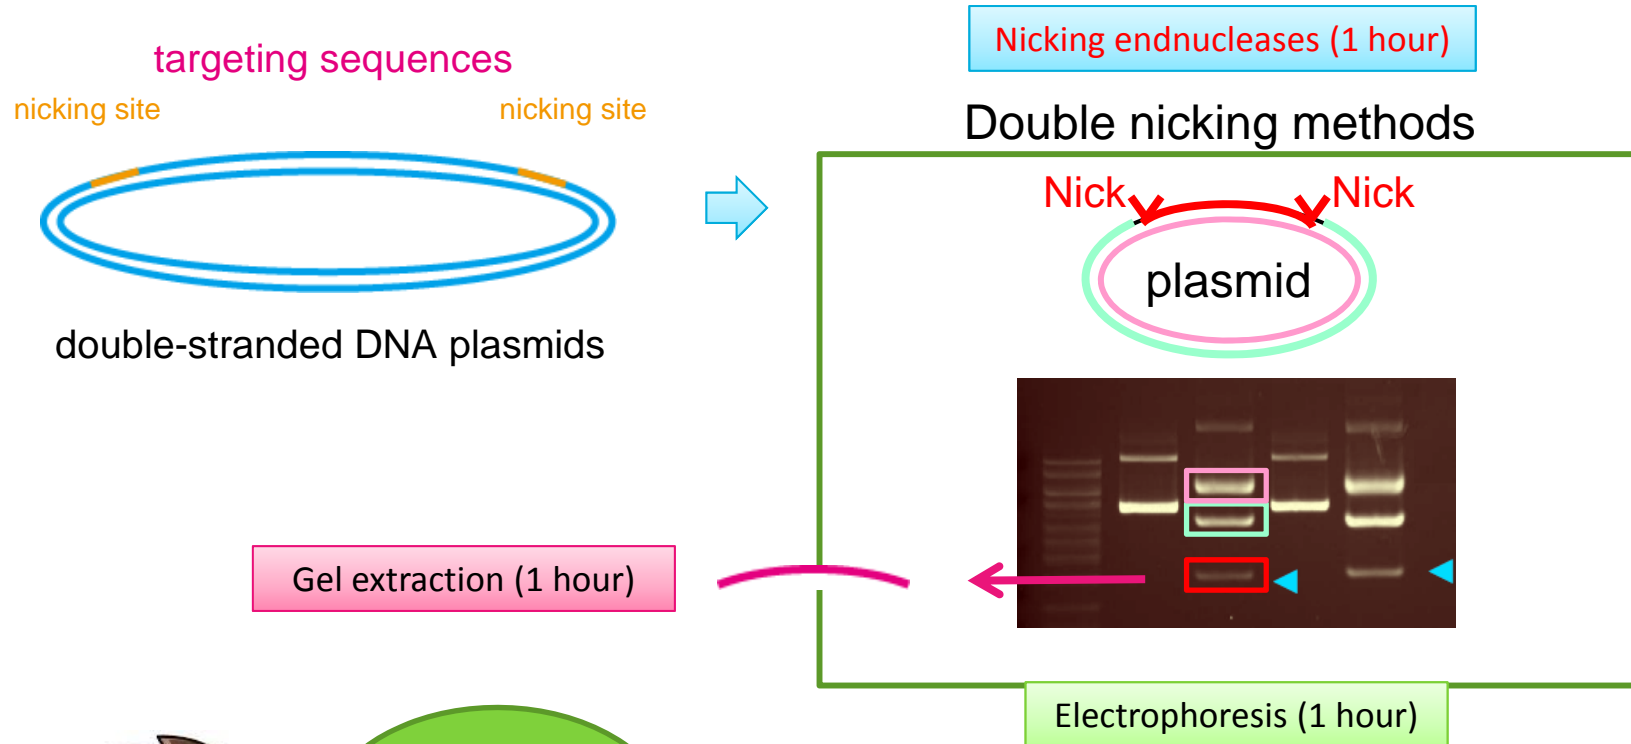 targeting sequences
nicking site
nicking site
double-stranded DNA plasmids
Nicking endnucleases (1 hour)
Double nicking methods
Nick
Nick
plasmid
Gel extraction (1 hour)
Electrophoresis (1 hour)